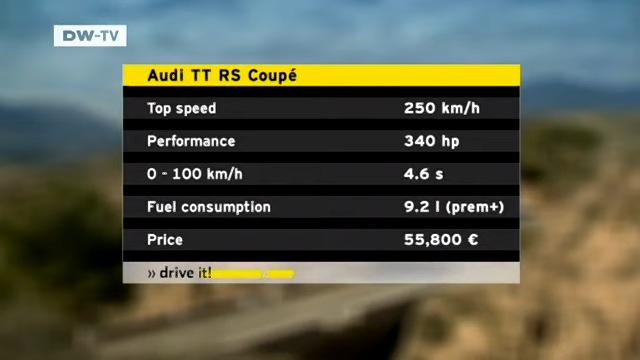 DW-TV
Audi TT RS Coupé
Top speed 250 km/h
Performance 340 hp
0 - 100 km/h 4.6 s
Fuel consumption 9.2 l (prem+)
Price 55,800 €
» drive it!